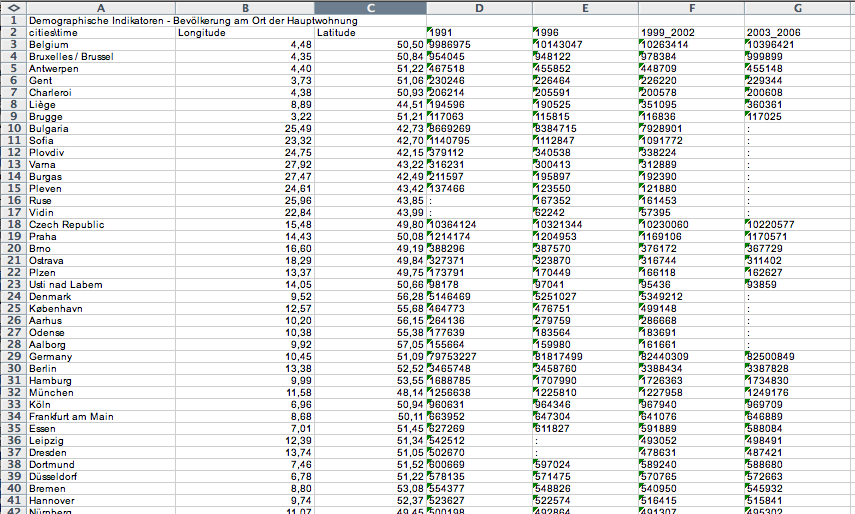 A B C D E F G
1 Demographische Indikatoren - Bevölkerung am Ort der Hauptwohnung
2 cities\time Longitude Latitude 1991 1996 1999_2002 2003_2006
3 Belgium 4,48 50,50 9986975 10143047 10263414 10396421
4 Bruxelles / Brussel 4,35 50,84 954045 948122 978384 999899
5 Antwerpen 4,40 51,22 467518 455852 448709 455148
6 Gent 3,73 51,06 230246 226464 226220 229344
7 Charleroi 4,38 50,93 206214 205591 200578 200608
8 Liège 8,89 44,51 194596 190525 351095 360361
9 Brugge 3,22 51,21 117063 115815 116836 117025
10 Bulgaria 25,49 42,73 8669269 8384715 7928901 :
11 Sofia 23,32 42,70 1140795 1112847 1091772 :
12 Plovdiv 24,75 42,15 379112 340538 338224 :
13 Varna 27,92 43,22 316231 300413 312889 :
14 Burgas 27,47 42,49 211597 195897 192390 :
15 Pleven 24,61 43,42 137466 123550 121880 :
16 Ruse 25,96 43,85 : 167352 161453 :
17 Vidin 22,84 43,99 : 62242 57395 :
18 Czech Republic 15,48 49,80 10364124 10321344 10230060 10220577
19 Praha 14,43 50,08 1214174 1204953 1169106 1170571
20 Brno 16,60 49,19 388296 387570 376172 367729
21 Ostrava 18,29 49,84 327371 323870 316744 311402
22 Plzen 13,37 49,75 173791 170449 166118 162627
23 Usti nad Labem 14,05 50,66 98178 97041 95436 93859
24 Denmark 9,52 56,28 5146469 5251027 5349212 :
25 København 12,57 55,68 464773 476751 499148 :
26 Aarhus 10,20 56,15 264136 279759 286668 :
27 Odense 10,38 55,38 177639 183564 183691 :
28 Aalborg 9,92 57,05 155664 159980 161661 :
29 Germany 10,45 51,09 79753227 81817499 82440309 82500849
30 Berlin 13,38 52,52 3465748 3458760 3388434 3387828
31 Hamburg 9,99 53,55 1688785 1707990 1726363 1734830
32 München 11,58 48,14 1256638 1225810 1227958 1249176
33 Köln 6,96 50,94 960631 964346 967940 969709
34 Frankfurt am Main 8,68 50,11 663952 647304 641076 646889
35 Essen 7,01 51,45 627269 611827 591889 588084
36 Leipzig 12,39 51,34 542512 : 493052 498491
37 Dresden 13,74 51,05 502670 : 478631 487421
38 Dortmund 7,46 51,52 600669 597024 589240 588680
39 Düsseldorf 6,78 51,22 578135 571475 570765 572663
40 Bremen 8,80 53,08 554377 548826 540950 545932
41 Hannover 9,74 52,37 523627 522574 516415 515841
42 Nürnberg 11,07 49,45 500198 492864 491307 495302